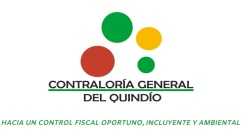 CONTRALORÍA GENERAL
DEL QUINDÍO
HACIA UN CONTROL FISCAL OPORTUNO, INCLUYENTE Y AMBIENTAL